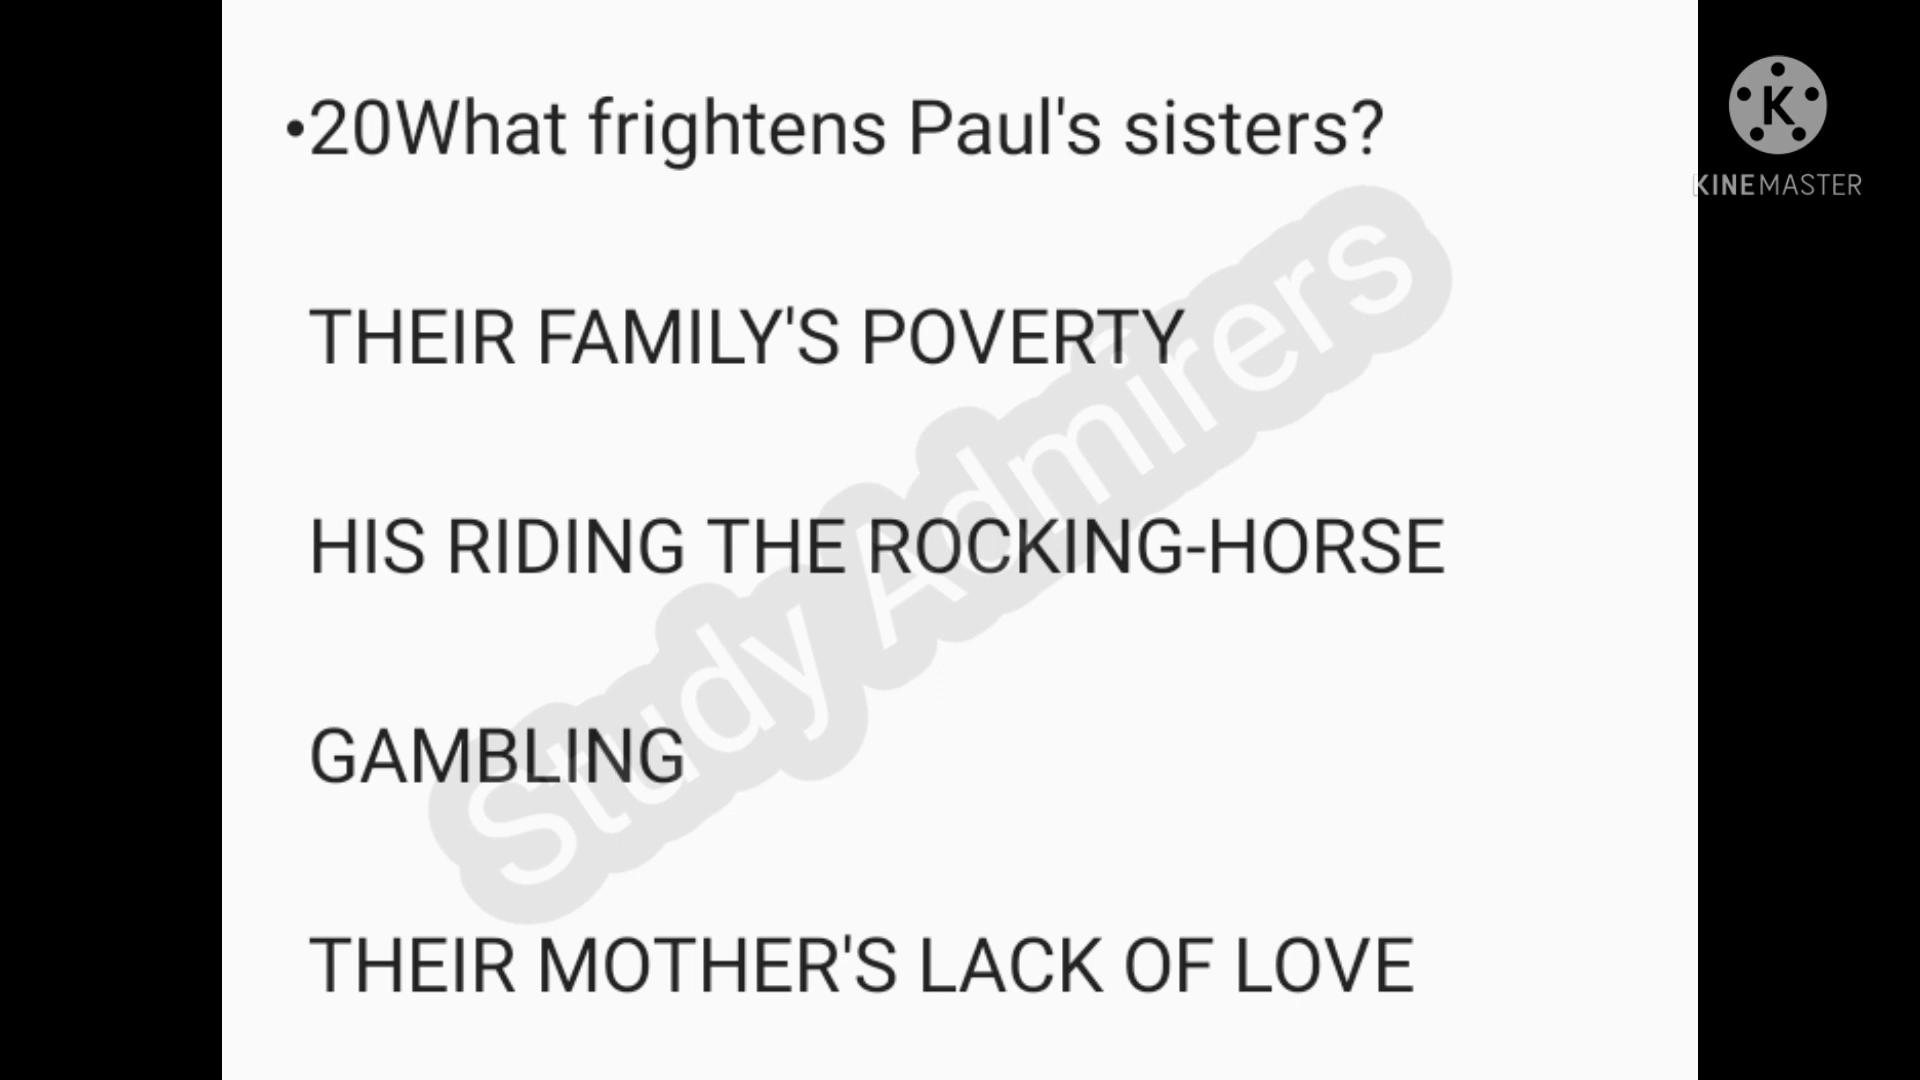 •20What frightens Paul's sisters?
THEIR FAMILY'S POVERTY
HIS RIDING THE ROCKING-HORSE
GAMBLING
THEIR MOTHER'S LACK OF LOVE
Study Admirers
K
KINEMASTER